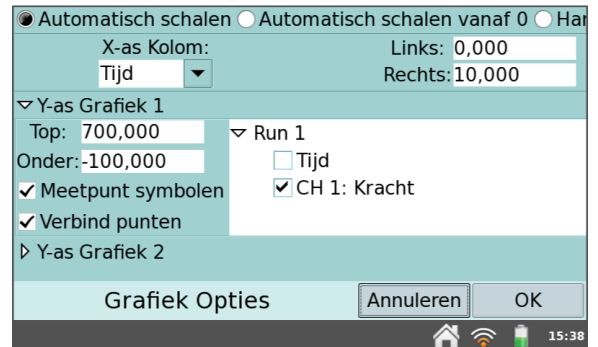 Automatisch schalen Automatisch schalen vanaf 0 Har
X-as Kolom: Links: 0,000
Tijd Rechts: 10,000
Y-as Grafiek 1
Top: 700,000 Run 1
Onder: -100,000 Tijd
Meetpunt symbolen CH 1: Kracht
Verbind punten
Y-as Grafiek 2
Grafiek Opties Annuleren OK
15:38